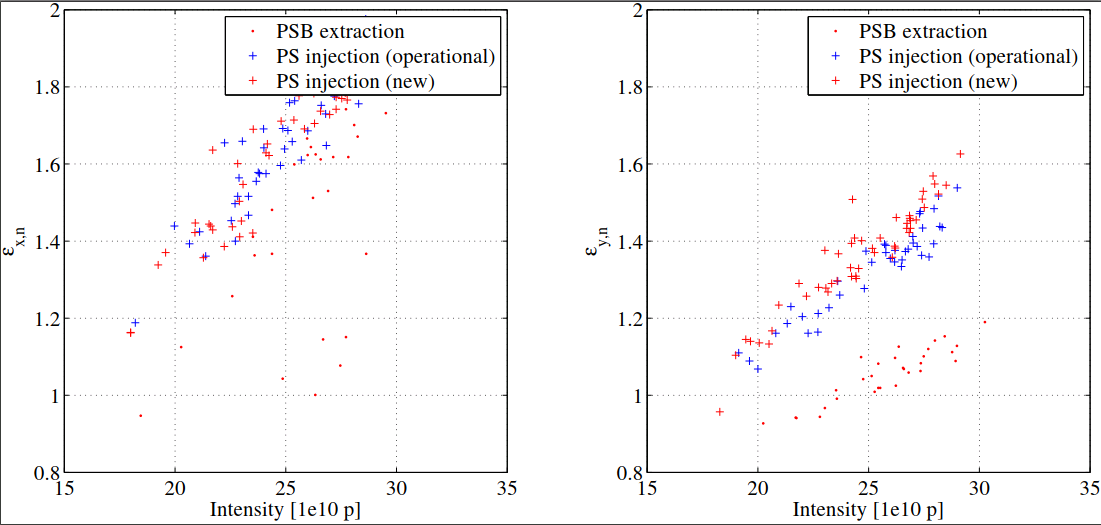 2
1.8
1.6
1.4
1.2
1
0.8
15
20
25
30
35
εx,n
Intensity [1e10 p]
PSB extraction
PS injection (operational)
PS injection (new)
2
1.8
1.6
1.4
1.2
1
0.8
15
20
25
30
35
εy,n
Intensity [1e10 p]
PSB extraction
PS injection (operational)
PS injection (new)